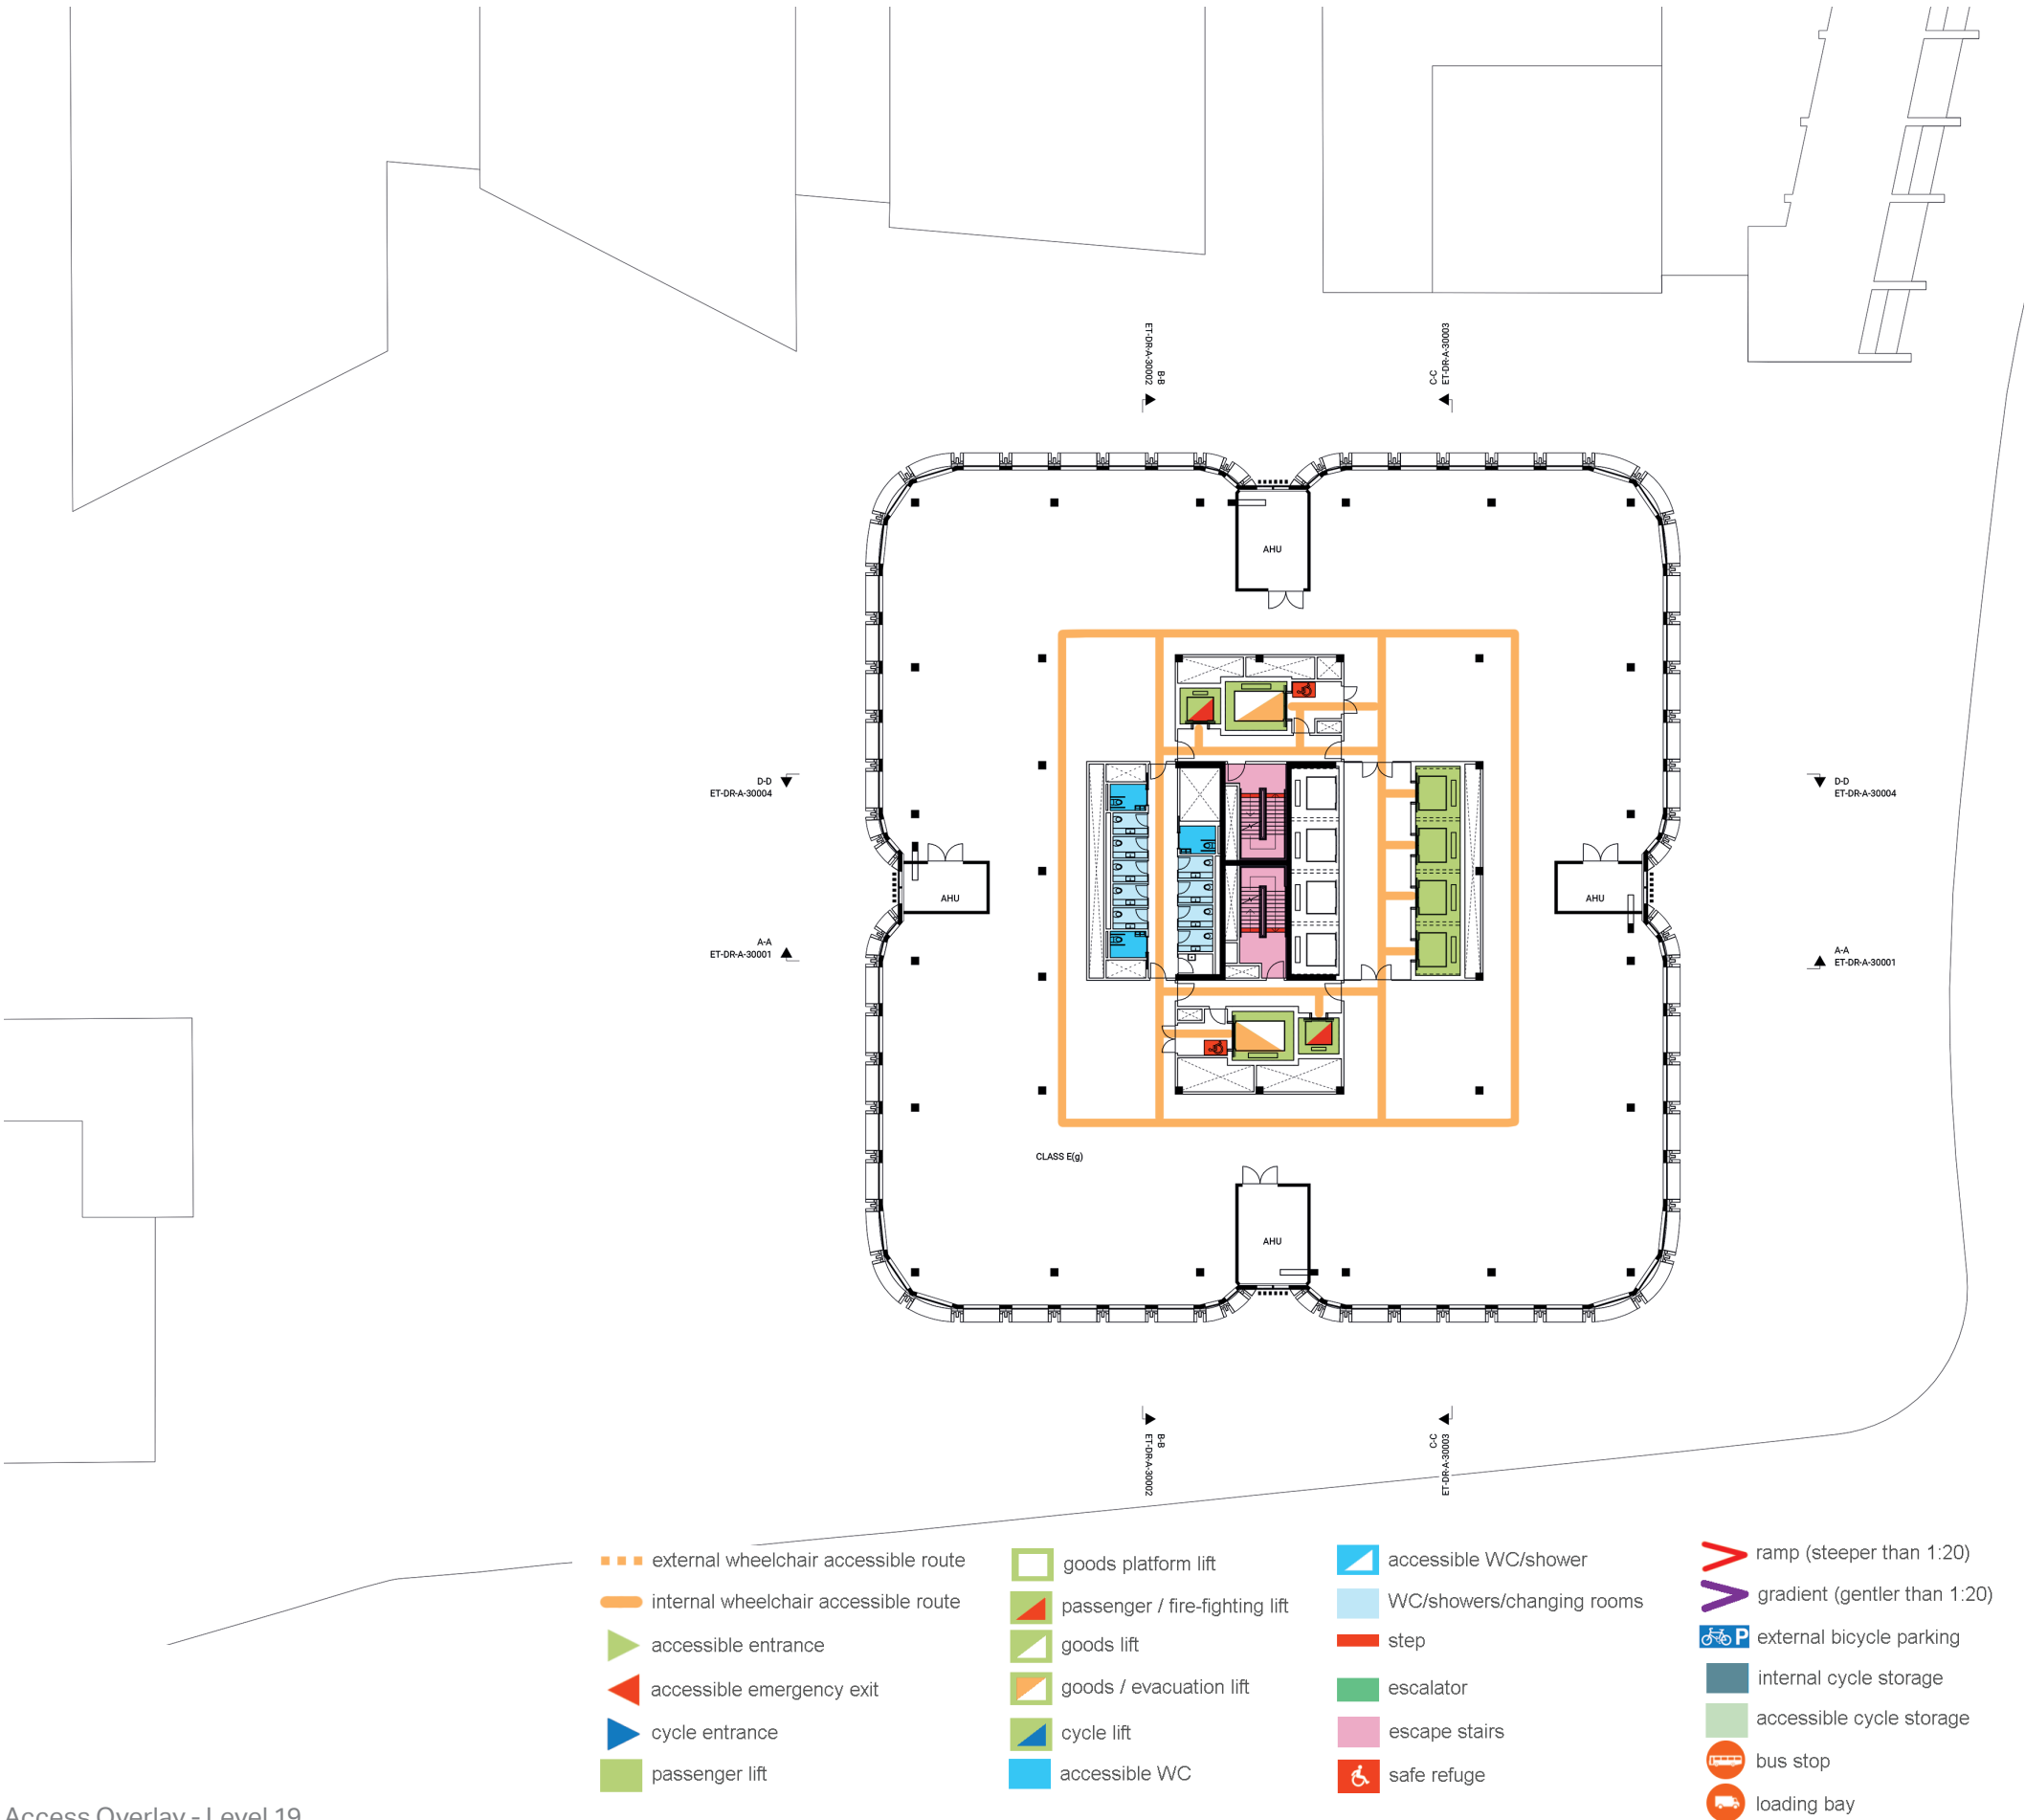 ET-DR-A-30002
B-B
C-C
ET-DR-A-30003
AHU
D-D
ET-DR-A-30004
D-D
ET-DR-A-30004
AHU
AHU
A-A
ET-DR-A-30001
A-A
ET-DR-A-30001
CLASS E(g)
AHU
B-B
ET-DR-A-30002
C-C
ET-DR-A-30003
external wheelchair accessible route
internal wheelchair accessible route
accessible entrance
accessible emergency exit
cycle entrance
passenger lift
goods platform lift
passenger / fire-fighting lift
goods lift
goods / evacuation lift
cycle lift
accessible WC
accessible WC/shower
WC/showers/changing rooms
step
escalator
escape stairs
safe refuge
ramp (steeper than 1:20)
gradient (gentler than 1:20)
P
external bicycle parking
internal cycle storage
accessible cycle storage
bus stop
loading bay
Access Overlay - Level 19